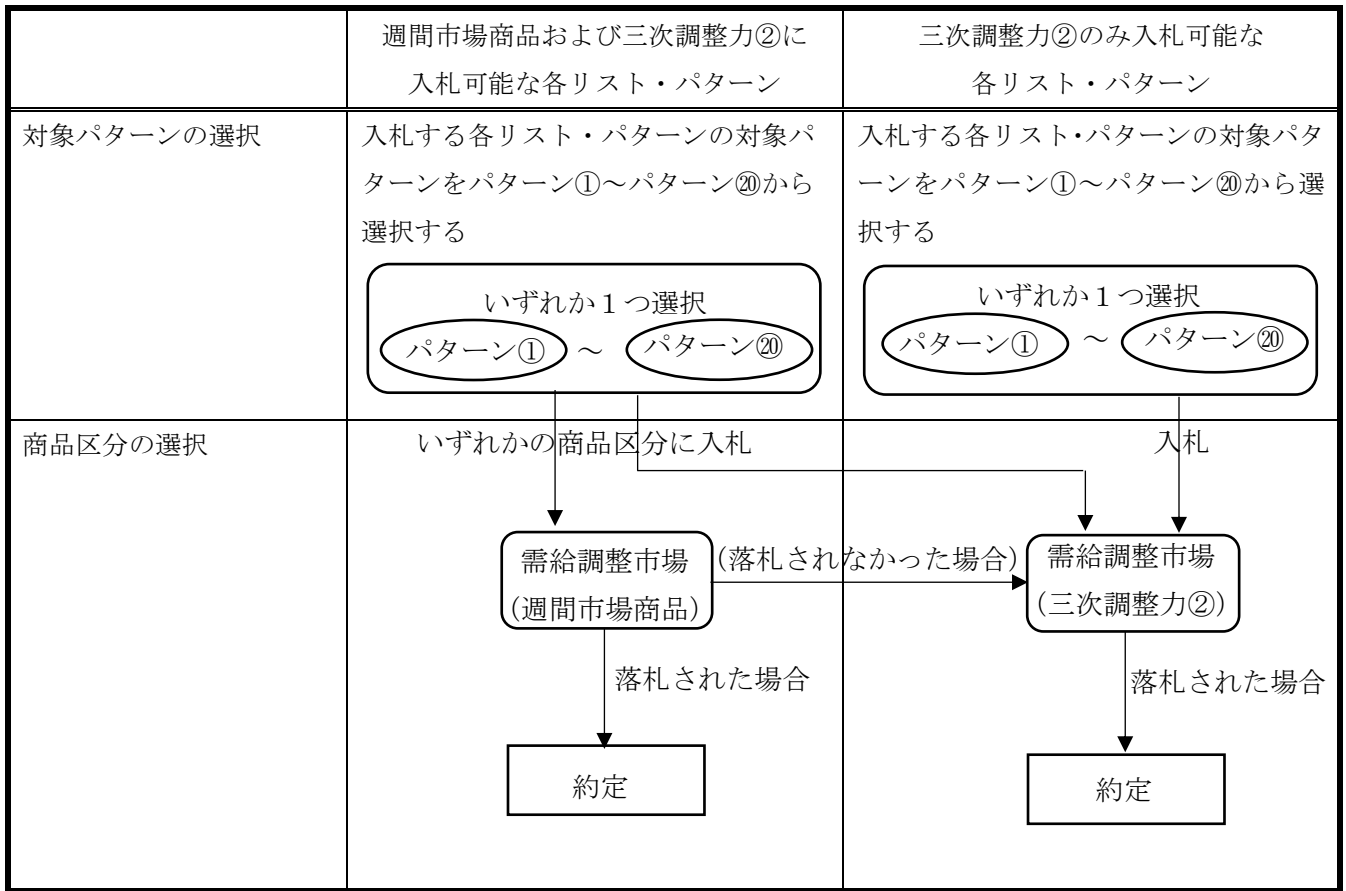 週間市場商品および三次調整力②に
入札可能な各リスト・パターン
三次調整力②のみ入札可能な
各リスト・パターン
対象パターンの選択
入札する各リスト・パターンの対象パ
ターンをパターン①～パターン⑳から
選択する
いずれか１つ選択
パターン① ～ パターン⑳
入札する各リスト・パターンの対象パタ
ーンをパターン①～パターン⑳から選
択する
いずれか１つ選択
パターン① ～ パターン⑳
商品区分の選択
いずれかの商品区分に入札
入札
需給調整市場
(週間市場商品)
(落札されなかった場合)
需給調整市場
(三次調整力②)
落札された場合
落札された場合
約定
約定